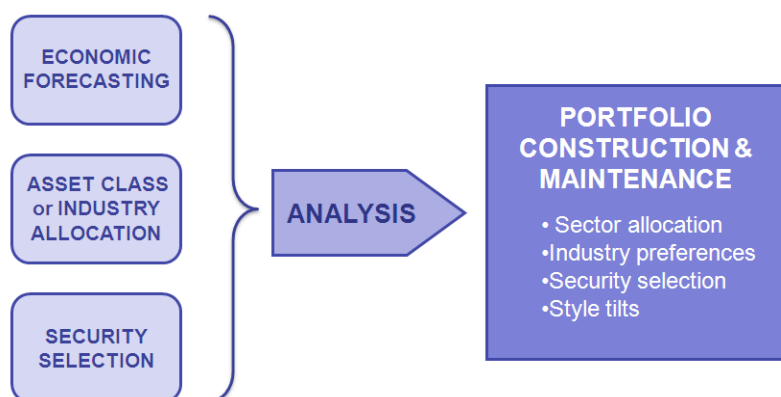 ECONOMIC
FORECASTING
ASSET CLASS
or INDUSTRY
ALLOCATION
SECURITY
SELECTION
ANALYSIS
PORTFOLIO
CONSTRUCTION &
MAINTENANCE
• Sector allocation
•Industry preferences
•Security selection
•Style tilts